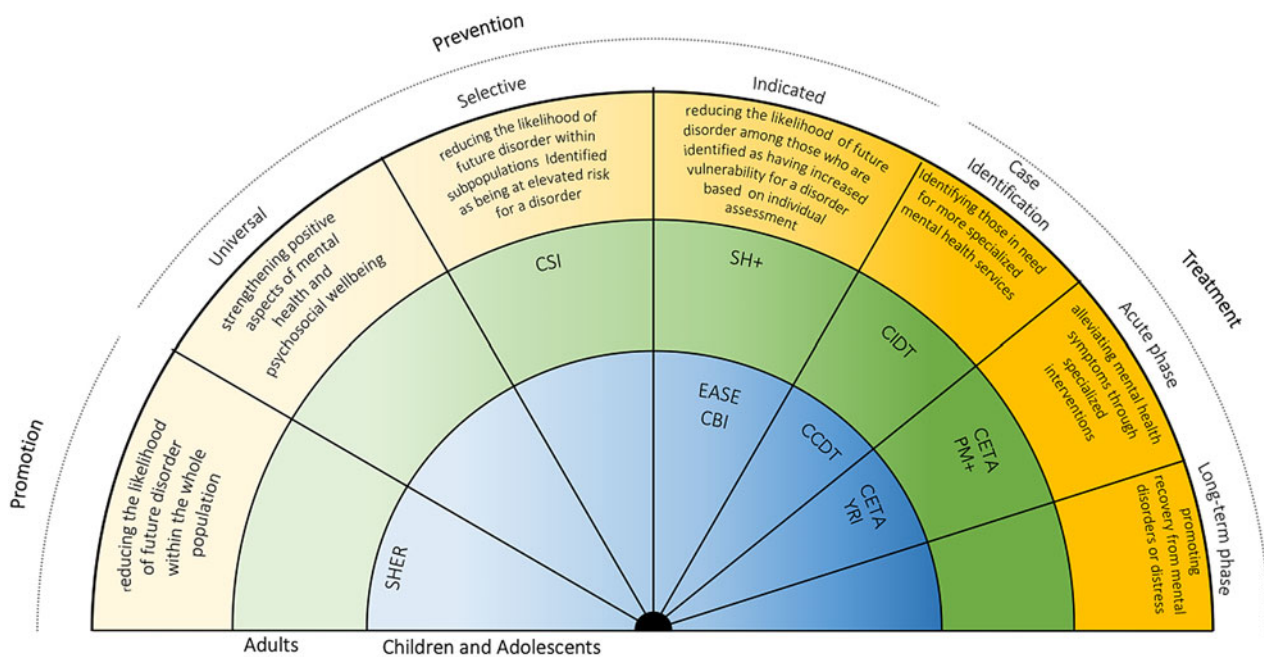 Prevention
Selective
Indicated
Universal
Case
Identification
Treatment
Acute phase
Long-term phase
Promotion
reducing the likelihood
of future disorder
within the whole
population
strengthening positive
aspects of mental
health and
psychosocial wellbeing
reducing the likelihood of
future disorder within
subpopulations Identified
as being at elevated risk
for a disorder
reducing the likelihood of future
disorder among those who are
identified as having increased
vulnerability for a disorder
based on individual
assessment
Identifying those in need
for more specialized
mental health services
alleviating mental health
symptoms through
specialized
interventions
promoting
recovery from mental
disorders or distress
CSI
SH+
CIDT
CETA
PM+
SHER
EASE
CBI
CCDT
CETA
YRI
Adults
Children and Adolescents